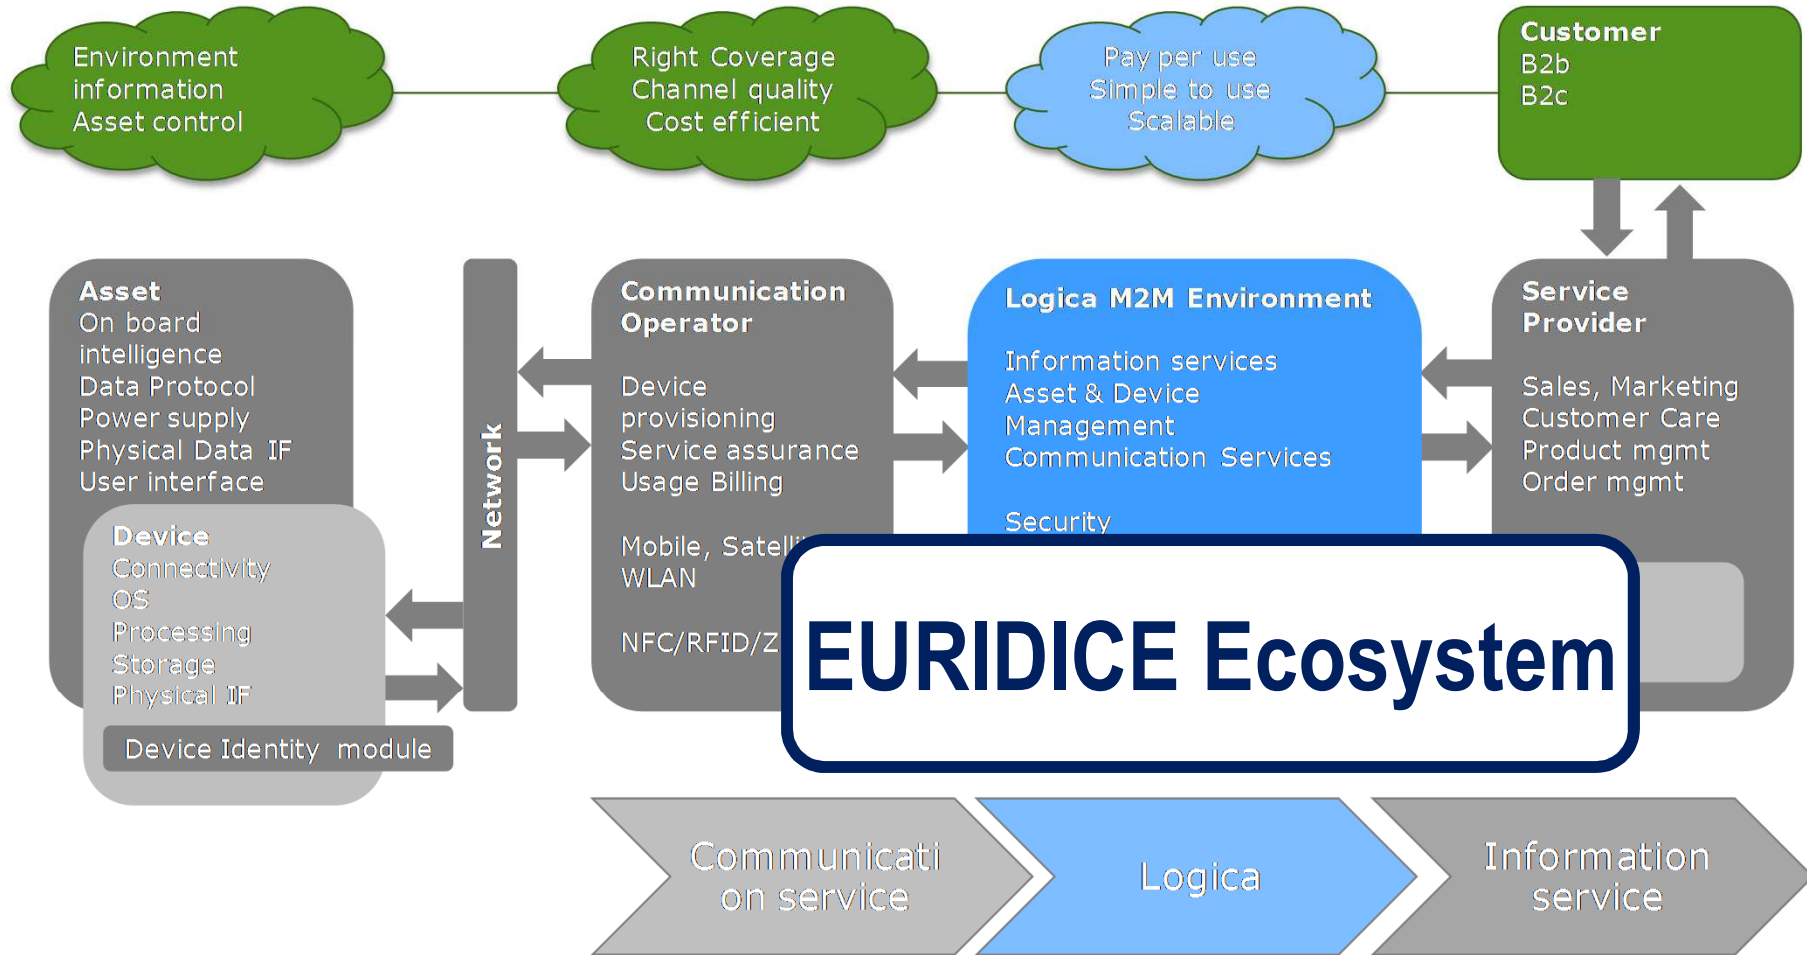 Environment
information
Asset control
Right Coverage
Channel quality
Cost efficient
Pay per use
Simple to use
Scalable
Customer
B2b
B2c
Asset
On board
intelligence
Data Protocol
Power supply
Physical Data IF
User interface
Device
Connectivity
OS
Processing
Storage
Physical IF
Device Identity module
Network
Communication
Operator
Device
provisioning
Service assurance
Usage Billing
Mobile,
WLAN
NFC/RFID/
Logica M2M Environment
Information services
Asset & Device
Management
Communication Services
Security
Service
Provider
Sales, Marketing
Customer Care
Product mgmt
Order mgmt
EURIDICE Ecosystem
Communicati
on service
Logica
Information
service